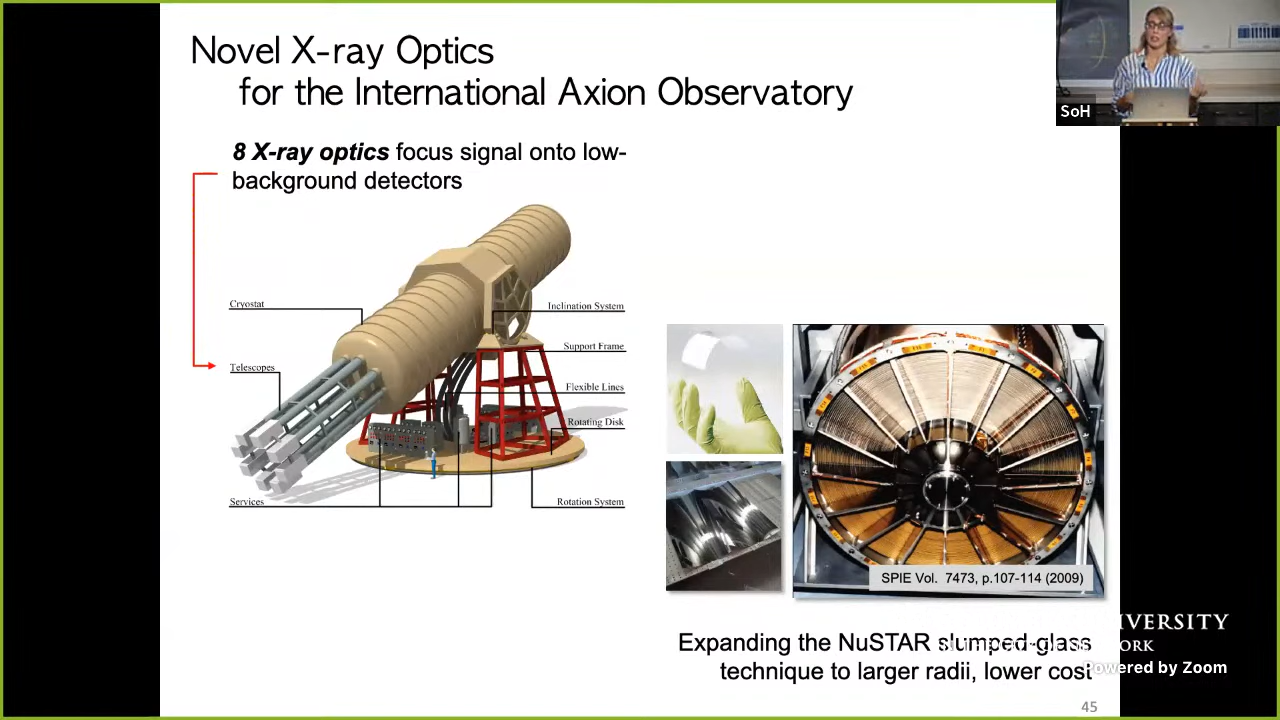 Novel X-ray Optics
for the International Axion Observatory
SoH
8 X-ray optics focus signal onto low-
background detectors
Cryostat
Inclination System
Support Frame
Telescopes
Flexible Lines
Rotating Disk
Services
Rotation System
SPIE Vol. 7473, p.107-114 (2009)
Expanding the NuSTAR slumped-glass
technique to larger radii, lower cost
Powered by Zoom
45